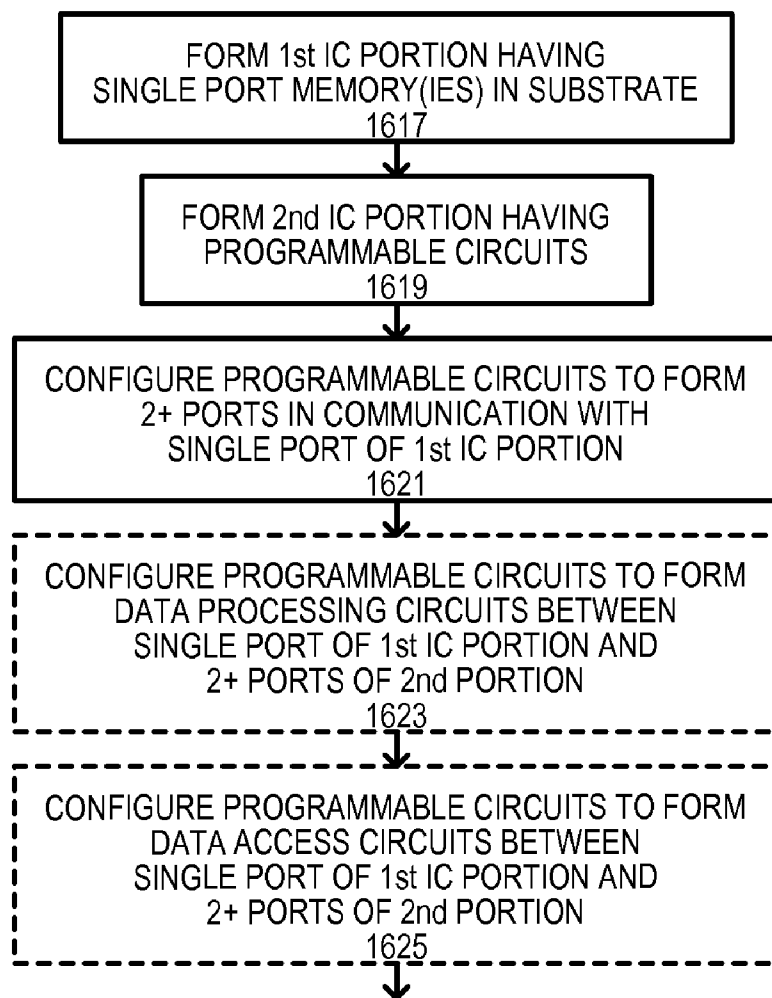 FORM 1st IC PORTION HAVING
SINGLE PORT MEMORY(IES) IN SUBSTRATE
1617
FORM 2nd IC PORTION HAVING
PROGRAMMABLE CIRCUITS
1619
CONFIGURE PROGRAMMABLE CIRCUITS TO FORM
2+ PORTS IN COMMUNICATION WITH
SINGLE PORT OF 1st IC PORTION
1621
CONFIGURE PROGRAMMABLE CIRCUITS TO FORM
DATA PROCESSING CIRCUITS BETWEEN
SINGLE PORT OF 1st IC PORTION AND
2+ PORTS OF 2nd PORTION
1623
CONFIGURE PROGRAMMABLE CIRCUITS TO FORM
DATA ACCESS CIRCUITS BETWEEN
SINGLE PORT OF 1st IC PORTION AND
2+ PORTS OF 2nd PORTION
1625